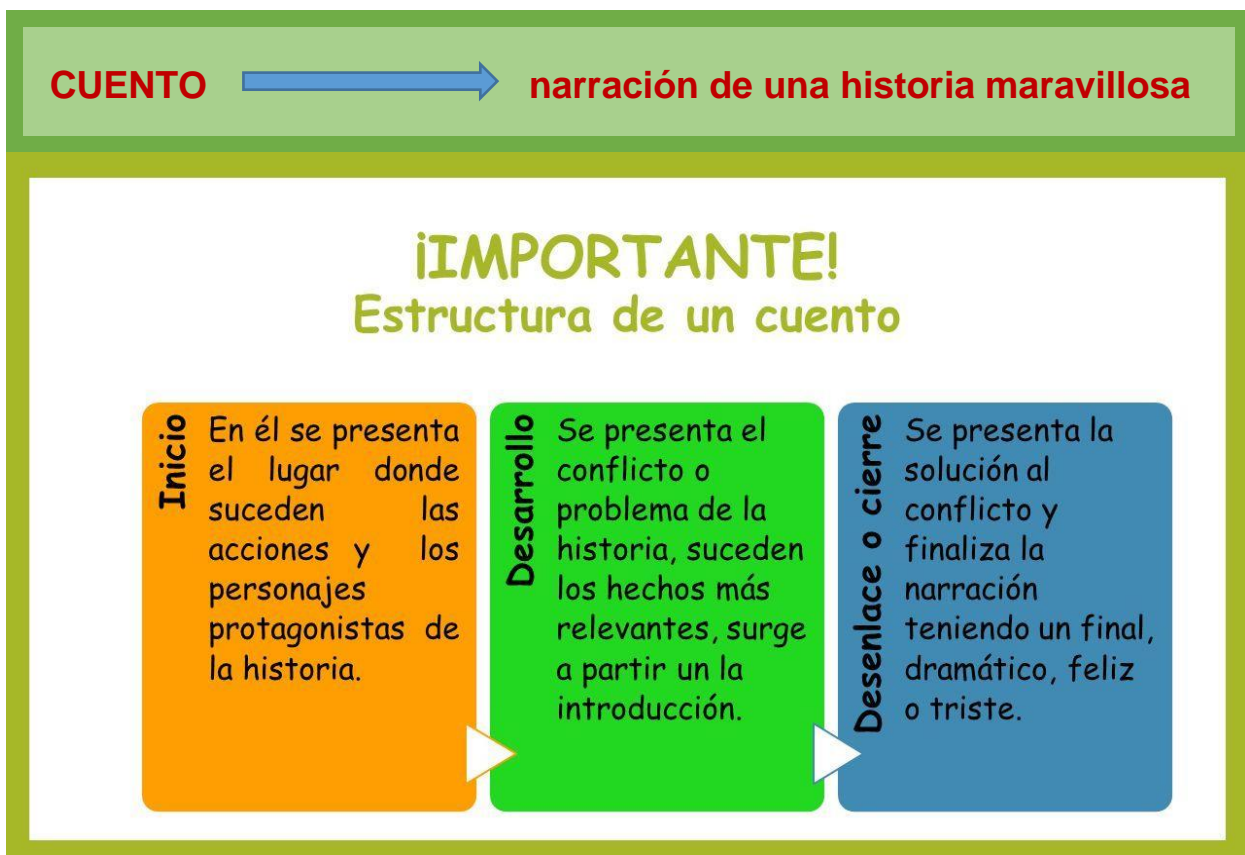 CUENTO narración de una historia maravillosa
¡IMPORTANTE!
Estructura de un cuento
Inicio
En él se presenta
el lugar donde
suceden las
acciones y los
personajes
protagonistas de
la historia.
Desarrollo
Se presenta el
conflicto o
problema de la
historia, suceden
los hechos más
relevantes, surge
a partir un la
introducción.
Desenlace o cierre
Se presenta la
solución al
conflicto y
finaliza la
narración
teniendo un final,
dramático, feliz
o triste.